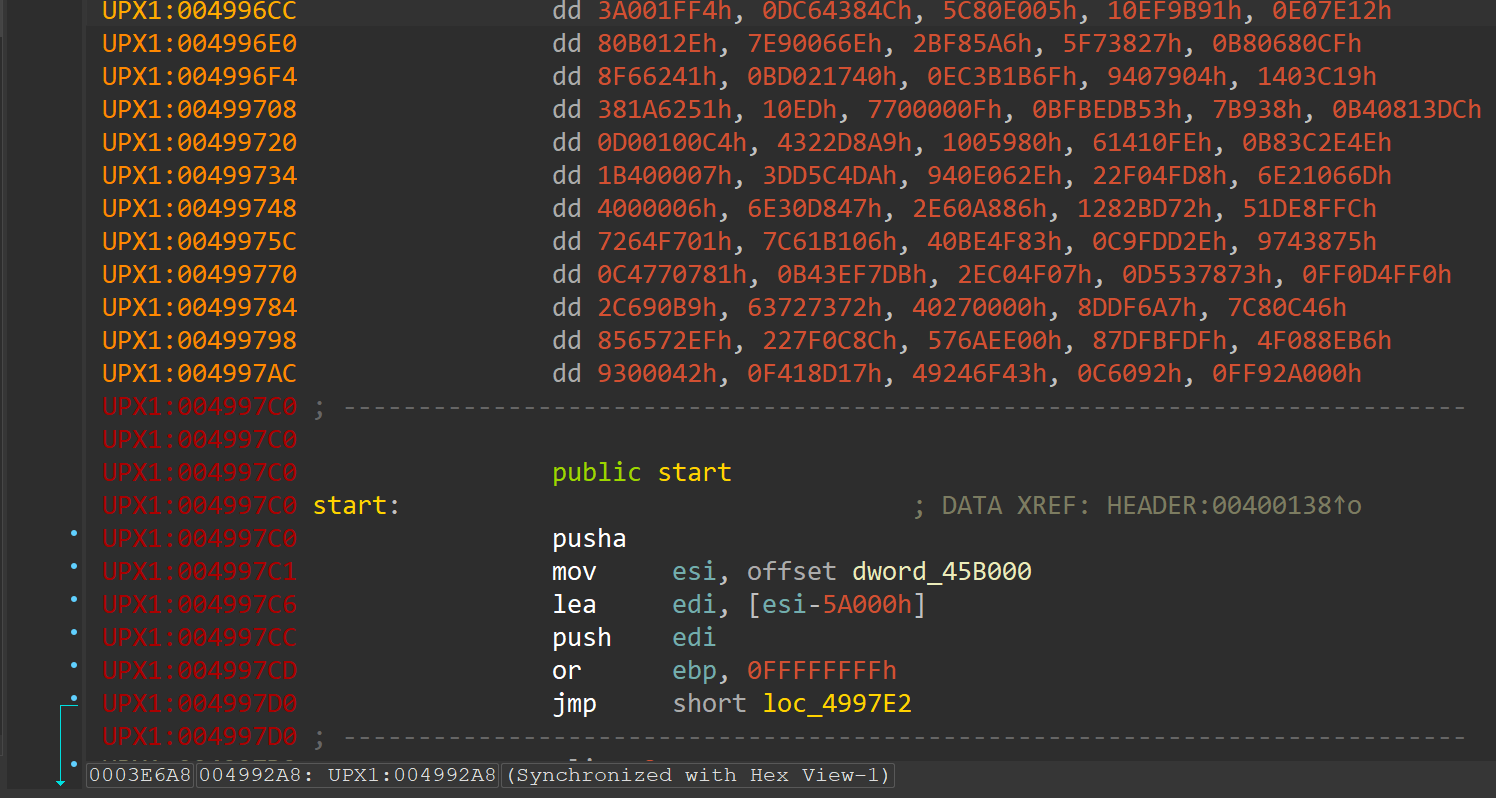 UPX1:004996CC dd 3A001FF4h, 0DC64384Ch, 5C80E005h, 10EF9B91h, 0E07E12h
UPX1:004996E0 dd 80B012Eh, 7E90066Eh, 2BF85A6h, 5F73827h, 0B80680CFh
UPX1:004996F4 dd 8F66241h, 0BD021740h, 0EC3B1B6Fh, 9407904h, 1403C19h
UPX1:00499708 dd 381A6251h, 10EDh, 7700000Fh, 0BFBEDB53h, 7B938h, 0B40813DCh
UPX1:00499720 dd 0D00100C4h, 4322D8A9h, 1005980h, 61410FEh, 0B83C2E4Eh
UPX1:00499734 dd 1B400007h, 3DD5C4DAh, 940E062Eh, 22F04FD8h, 6E21066Dh
UPX1:00499748 dd 4000006h, 6E30D847h, 2E60A886h, 1282BD72h, 51DE8FFCh
UPX1:0049975C dd 7264F701h, 7C61B106h, 40BE4F83h, 0C9FDD2Eh, 9743875h
UPX1:00499770 dd 0C4770781h, 0B43EF7DBh, 2EC04F07h, 0D5537873h, 0FF0D4FF0h
UPX1:00499784 dd 2C690B9h, 63727372h, 40270000h, 8DDF6A7h, 7C80C46h
UPX1:00499798 dd 856572EFh, 227F0C8Ch, 576AEE00h, 87DFBFDFh, 4F088EB6h
UPX1:004997AC dd 9300042h, 0F418D17h, 49246F43h, 0C6092h, 0FF92A000h
UPX1:004997C0 ; ---------------------------------------------------------------------------
UPX1:004997C0
UPX1:004997C0 public start
UPX1:004997C0 start: ; DATA XREF: HEADER:00400138↑o
UPX1:004997C0 pusha
UPX1:004997C1 mov esi, offset dword_45B000
UPX1:004997C6 lea edi, [esi-5A000h]
UPX1:004997CC push edi
UPX1:004997CD or ebp, 0FFFFFFFFh
UPX1:004997D0 jmp short loc_4997E2
UPX1:004997D0 ; ---------------------------------------------------------------------------
0003E6A8 004992A8: UPX1:004992A8 (Synchronized with Hex View-1)